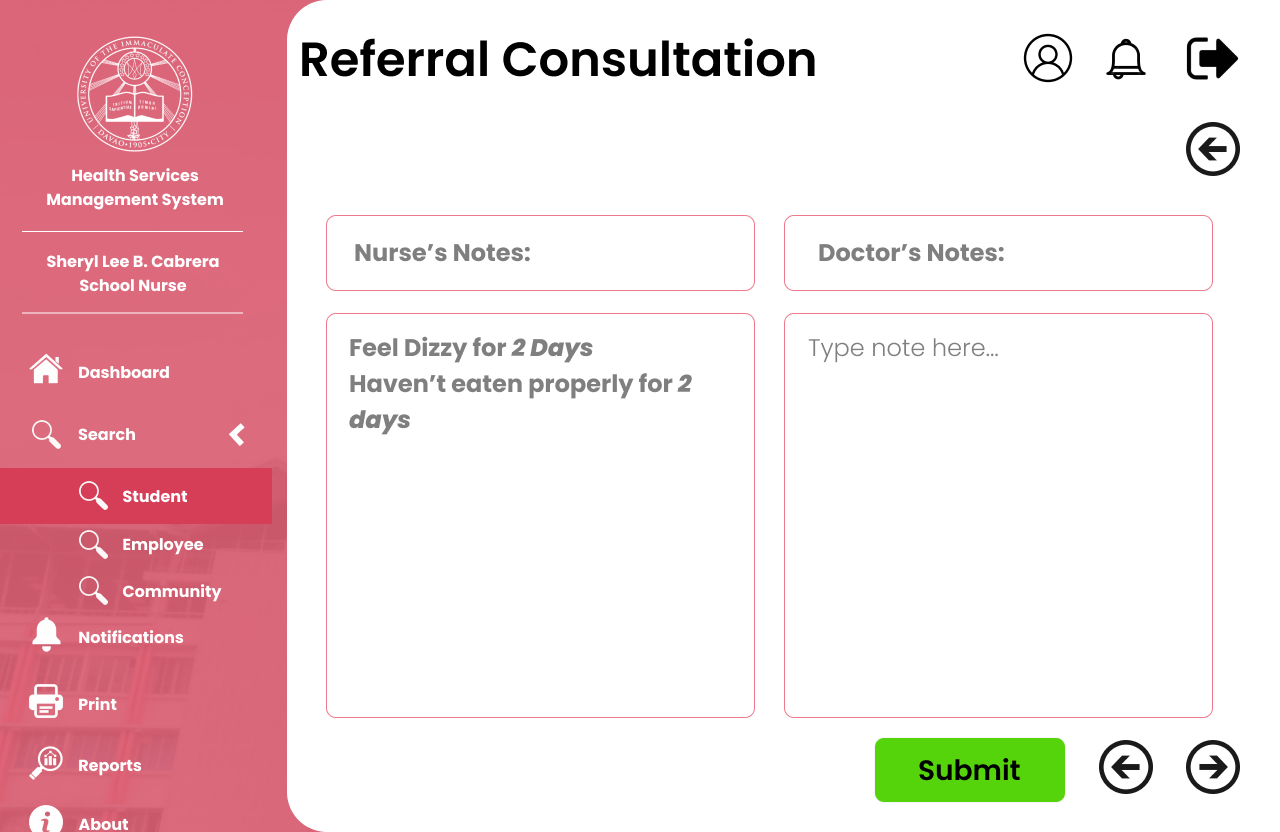 UNIVERSITY OF THE IMMACULATE CONCEPTION
DAVAO • 1905 • CITY
Health Services
Management System
Sheryl Lee B. Cabrera
School Nurse
Dashboard
Search
Student
Employee
Community
Notifications
Print
Reports
About
Referral Consultation
Nurse’s Notes:
Doctor’s Notes:
Feel Dizzy for 2 Days
Haven’t eaten properly for 2
days
Type note here...
Submit